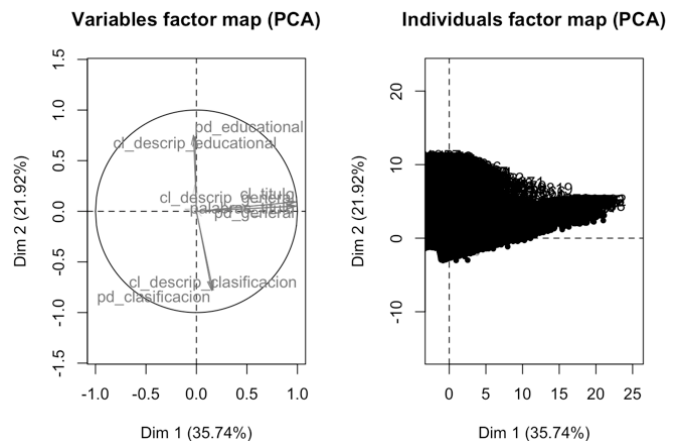 Variables factor map (PCA)
Dim 2 (21.92%)
1.5
1.0
0.5
0.0
-0.5
-1.0
-1.5
pd_educational
cl_descrip_educational
cl_titulo
cl_descrip_general
pd_general
cl_descrip_clasificacion
pd_clasificacion
-1.0 -0.5 0.0 0.5 1.0
Dim 1 (35.74%)
Individuals factor map (PCA)
Dim 2 (21.92%)
20
10
0
-10
0 5 10 15 20 25
Dim 1 (35.74%)